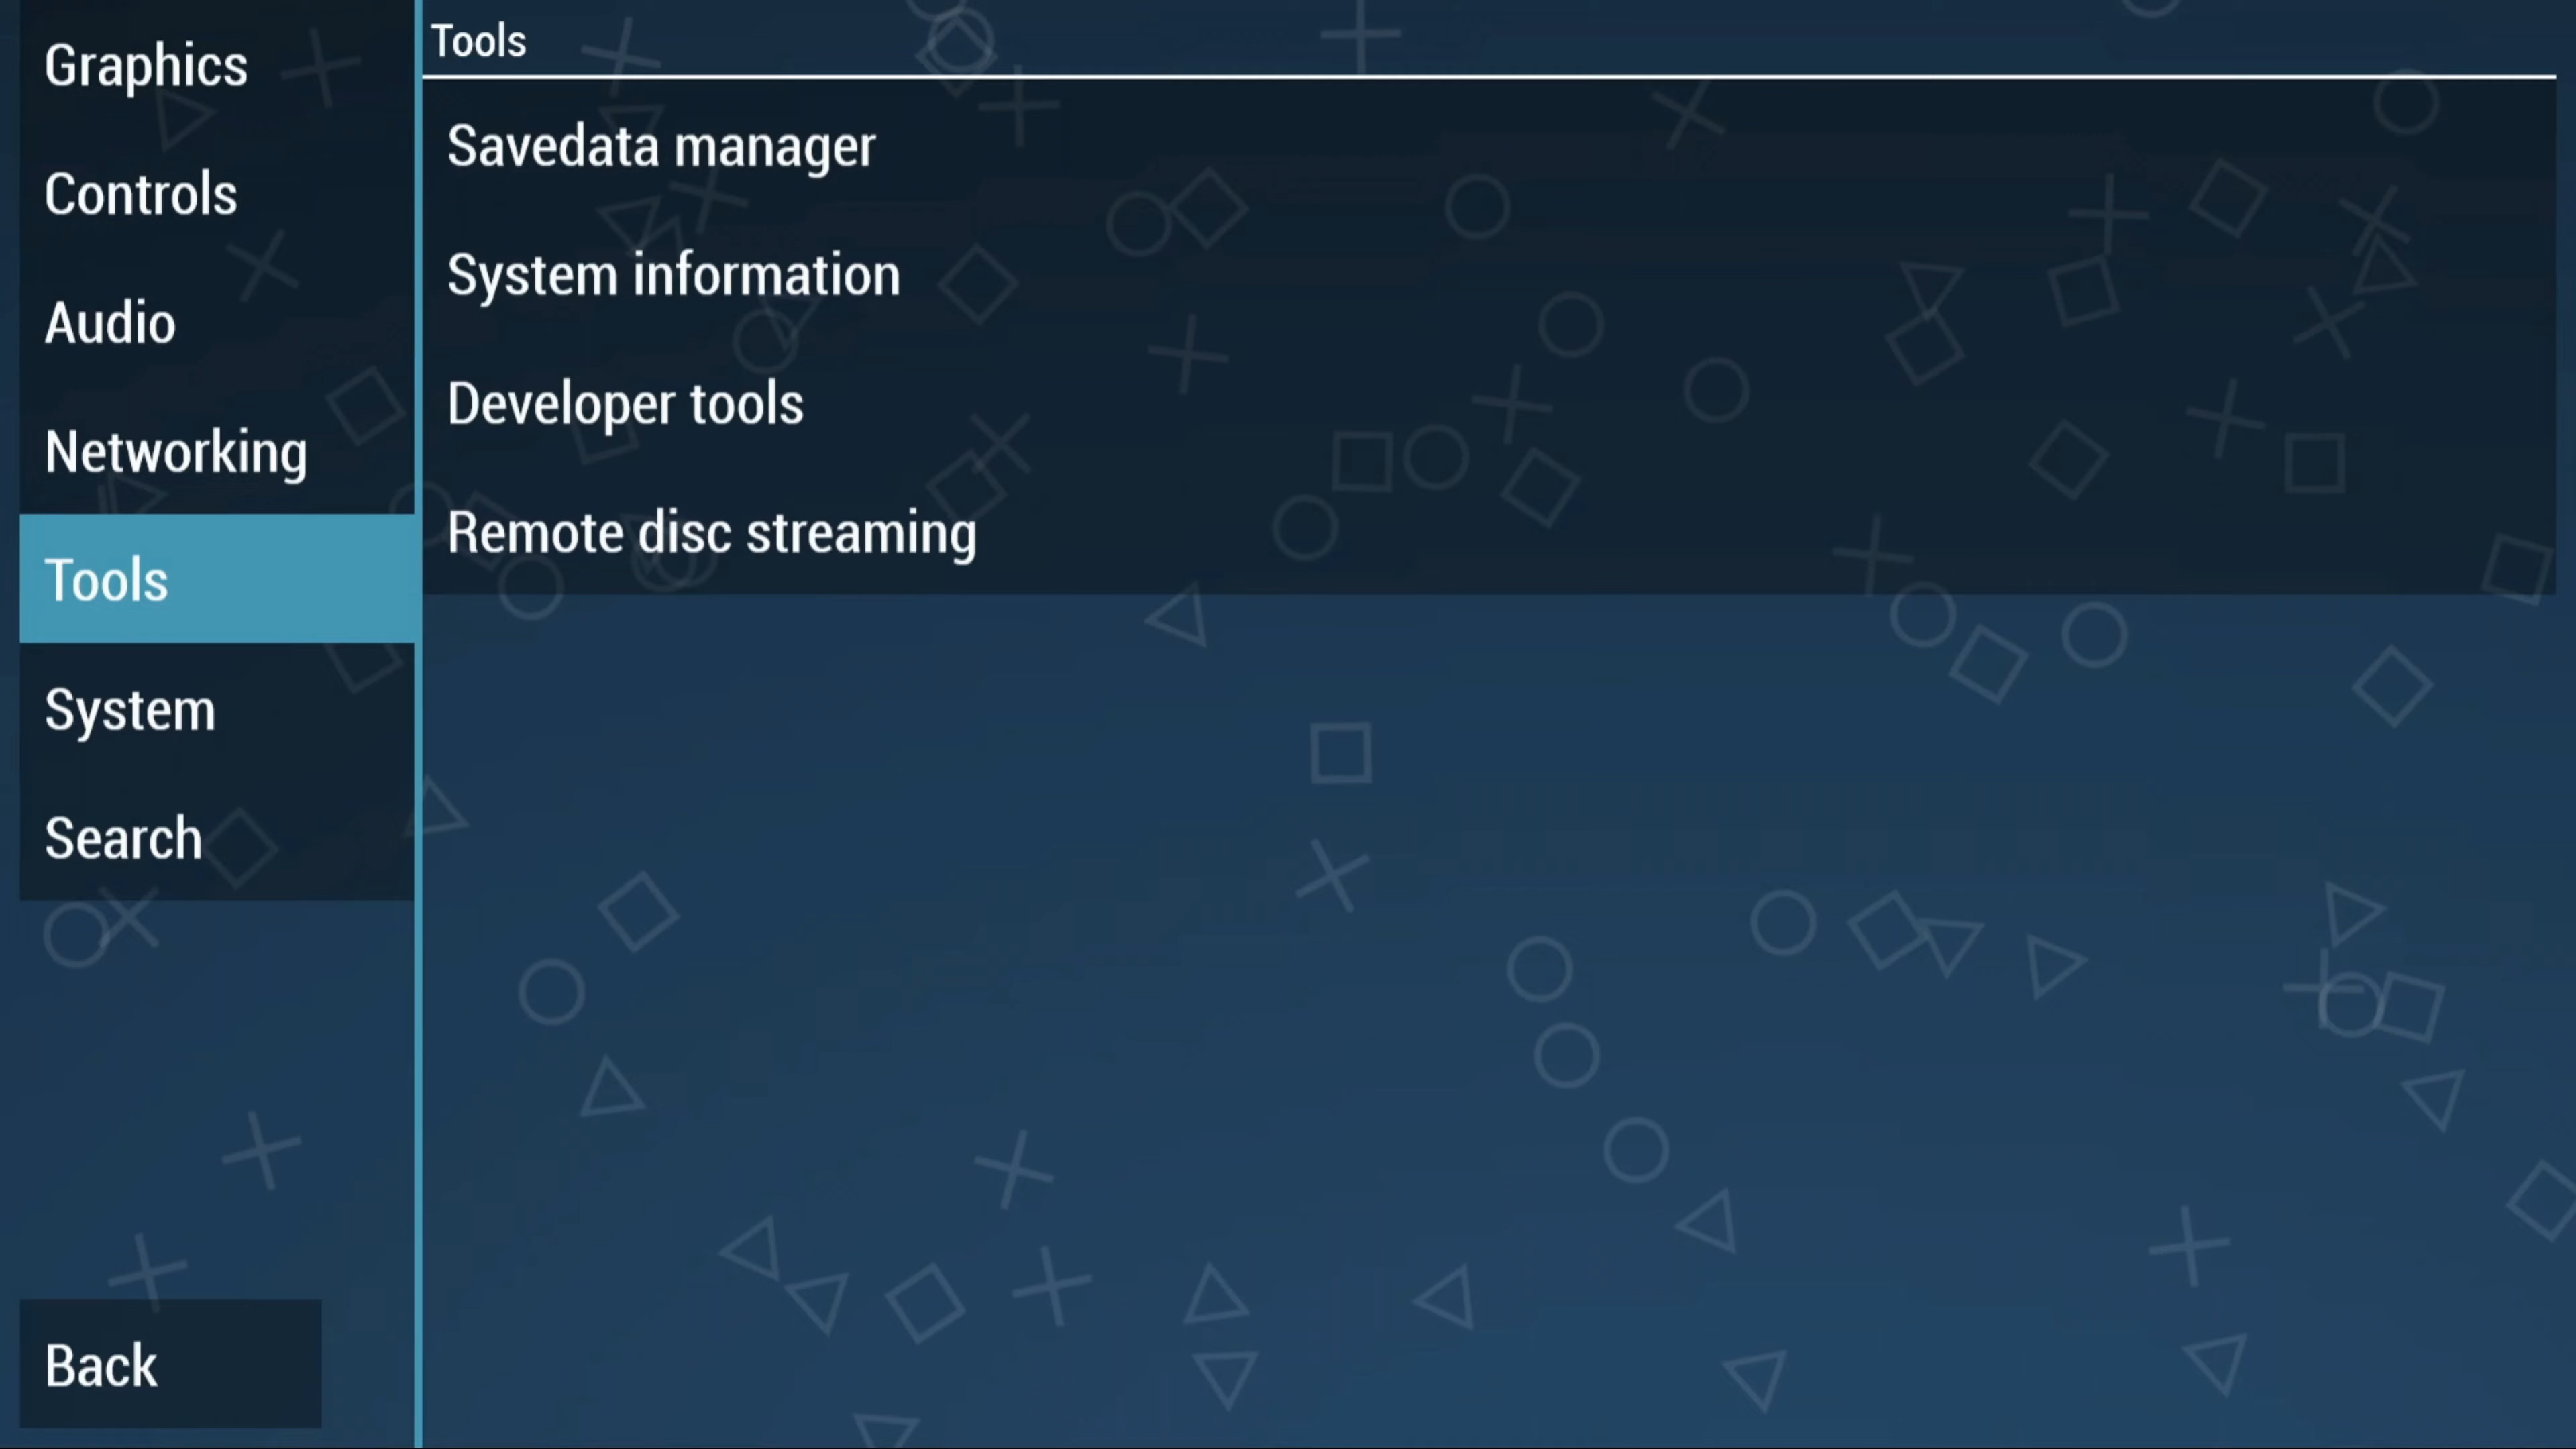 Graphics
Controls
Audio
Networking
Tools
System
Search
Back
Tools
Savedata manager
System information
Developer tools
Remote disc streaming